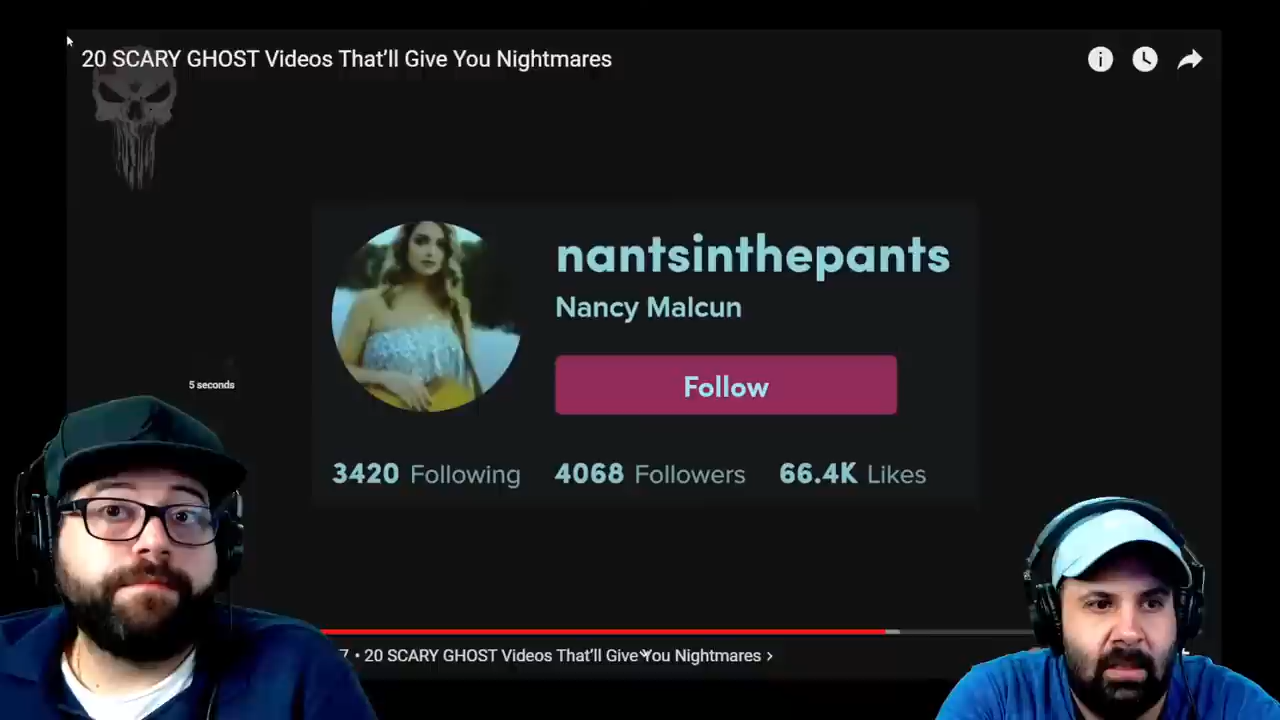 20 SCARY GHOST Videos That'll Give You Nightmares
nantsinthepants
Nancy Malcun
Follow
5 seconds
3420 Following 4068 Followers 66.4K Likes
7 • 20 SCARY GHOST Videos That'll Give You Nightmares >